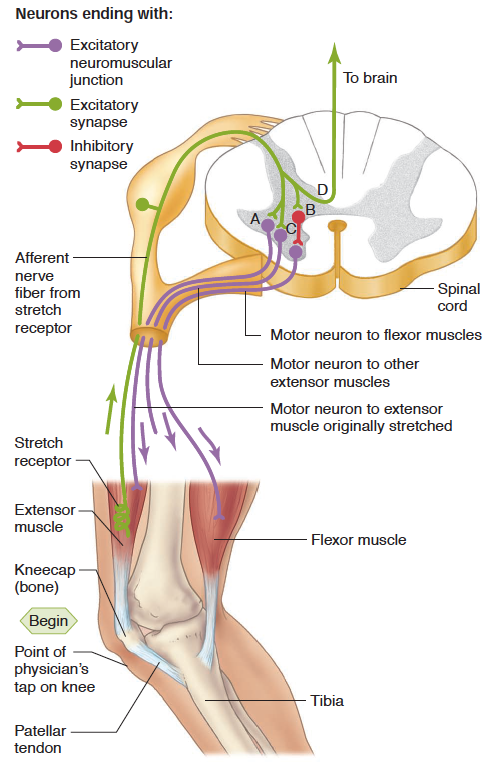 Neurons ending with:
Excitatory
neuromuscular
junction
Excitatory
synapse
Inhibitory
synapse
To brain
D
B
A
C
Afferent
nerve
fiber from
stretch
receptor
Spinal
cord
Motor neuron to flexor muscles
Motor neuron to other
extensor muscles
Motor neuron to extensor
muscle originally stretched
Stretch
receptor
Extensor
muscle
Flexor muscle
Kneecap
(bone)
Begin
Point of
physician's
tap on knee
Tibia
Patellar
tendon